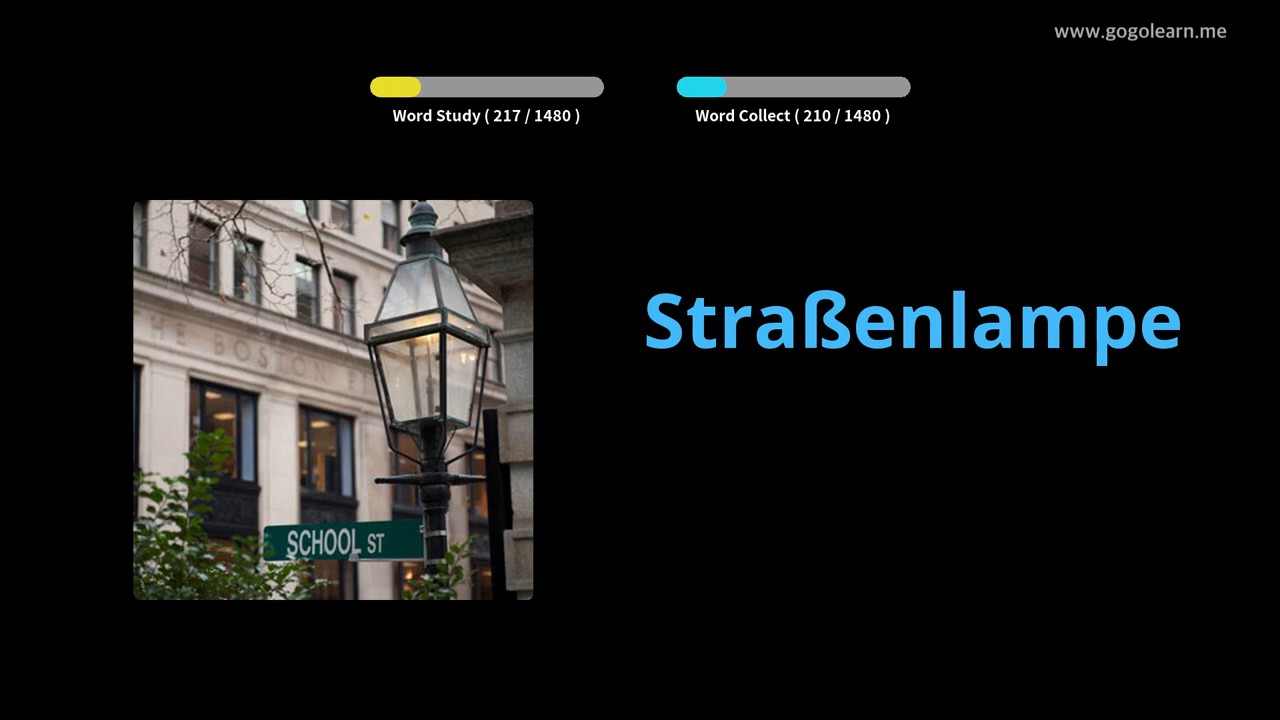 www.gogolearn.me
Word Study ( 217 / 1480 )
Word Collect ( 210 / 1480 )
Straßenlampe
HE BOSTON
SCHOOL ST